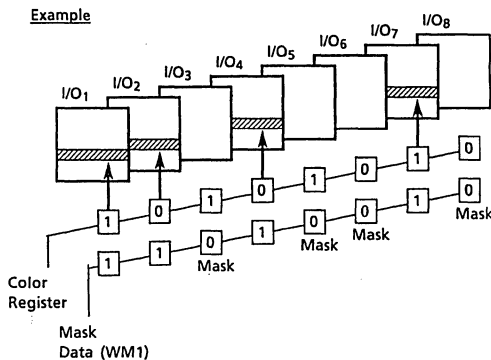 Example
I/O1 I/O2 I/O3 I/O4 I/O5 I/O6 I/O7 I/O8
1 0 1 0 1 0 1 0
1 1 0 1 0 0 1 0
Mask Mask Mask Mask
Color
Register
Mask
Data (WM1)